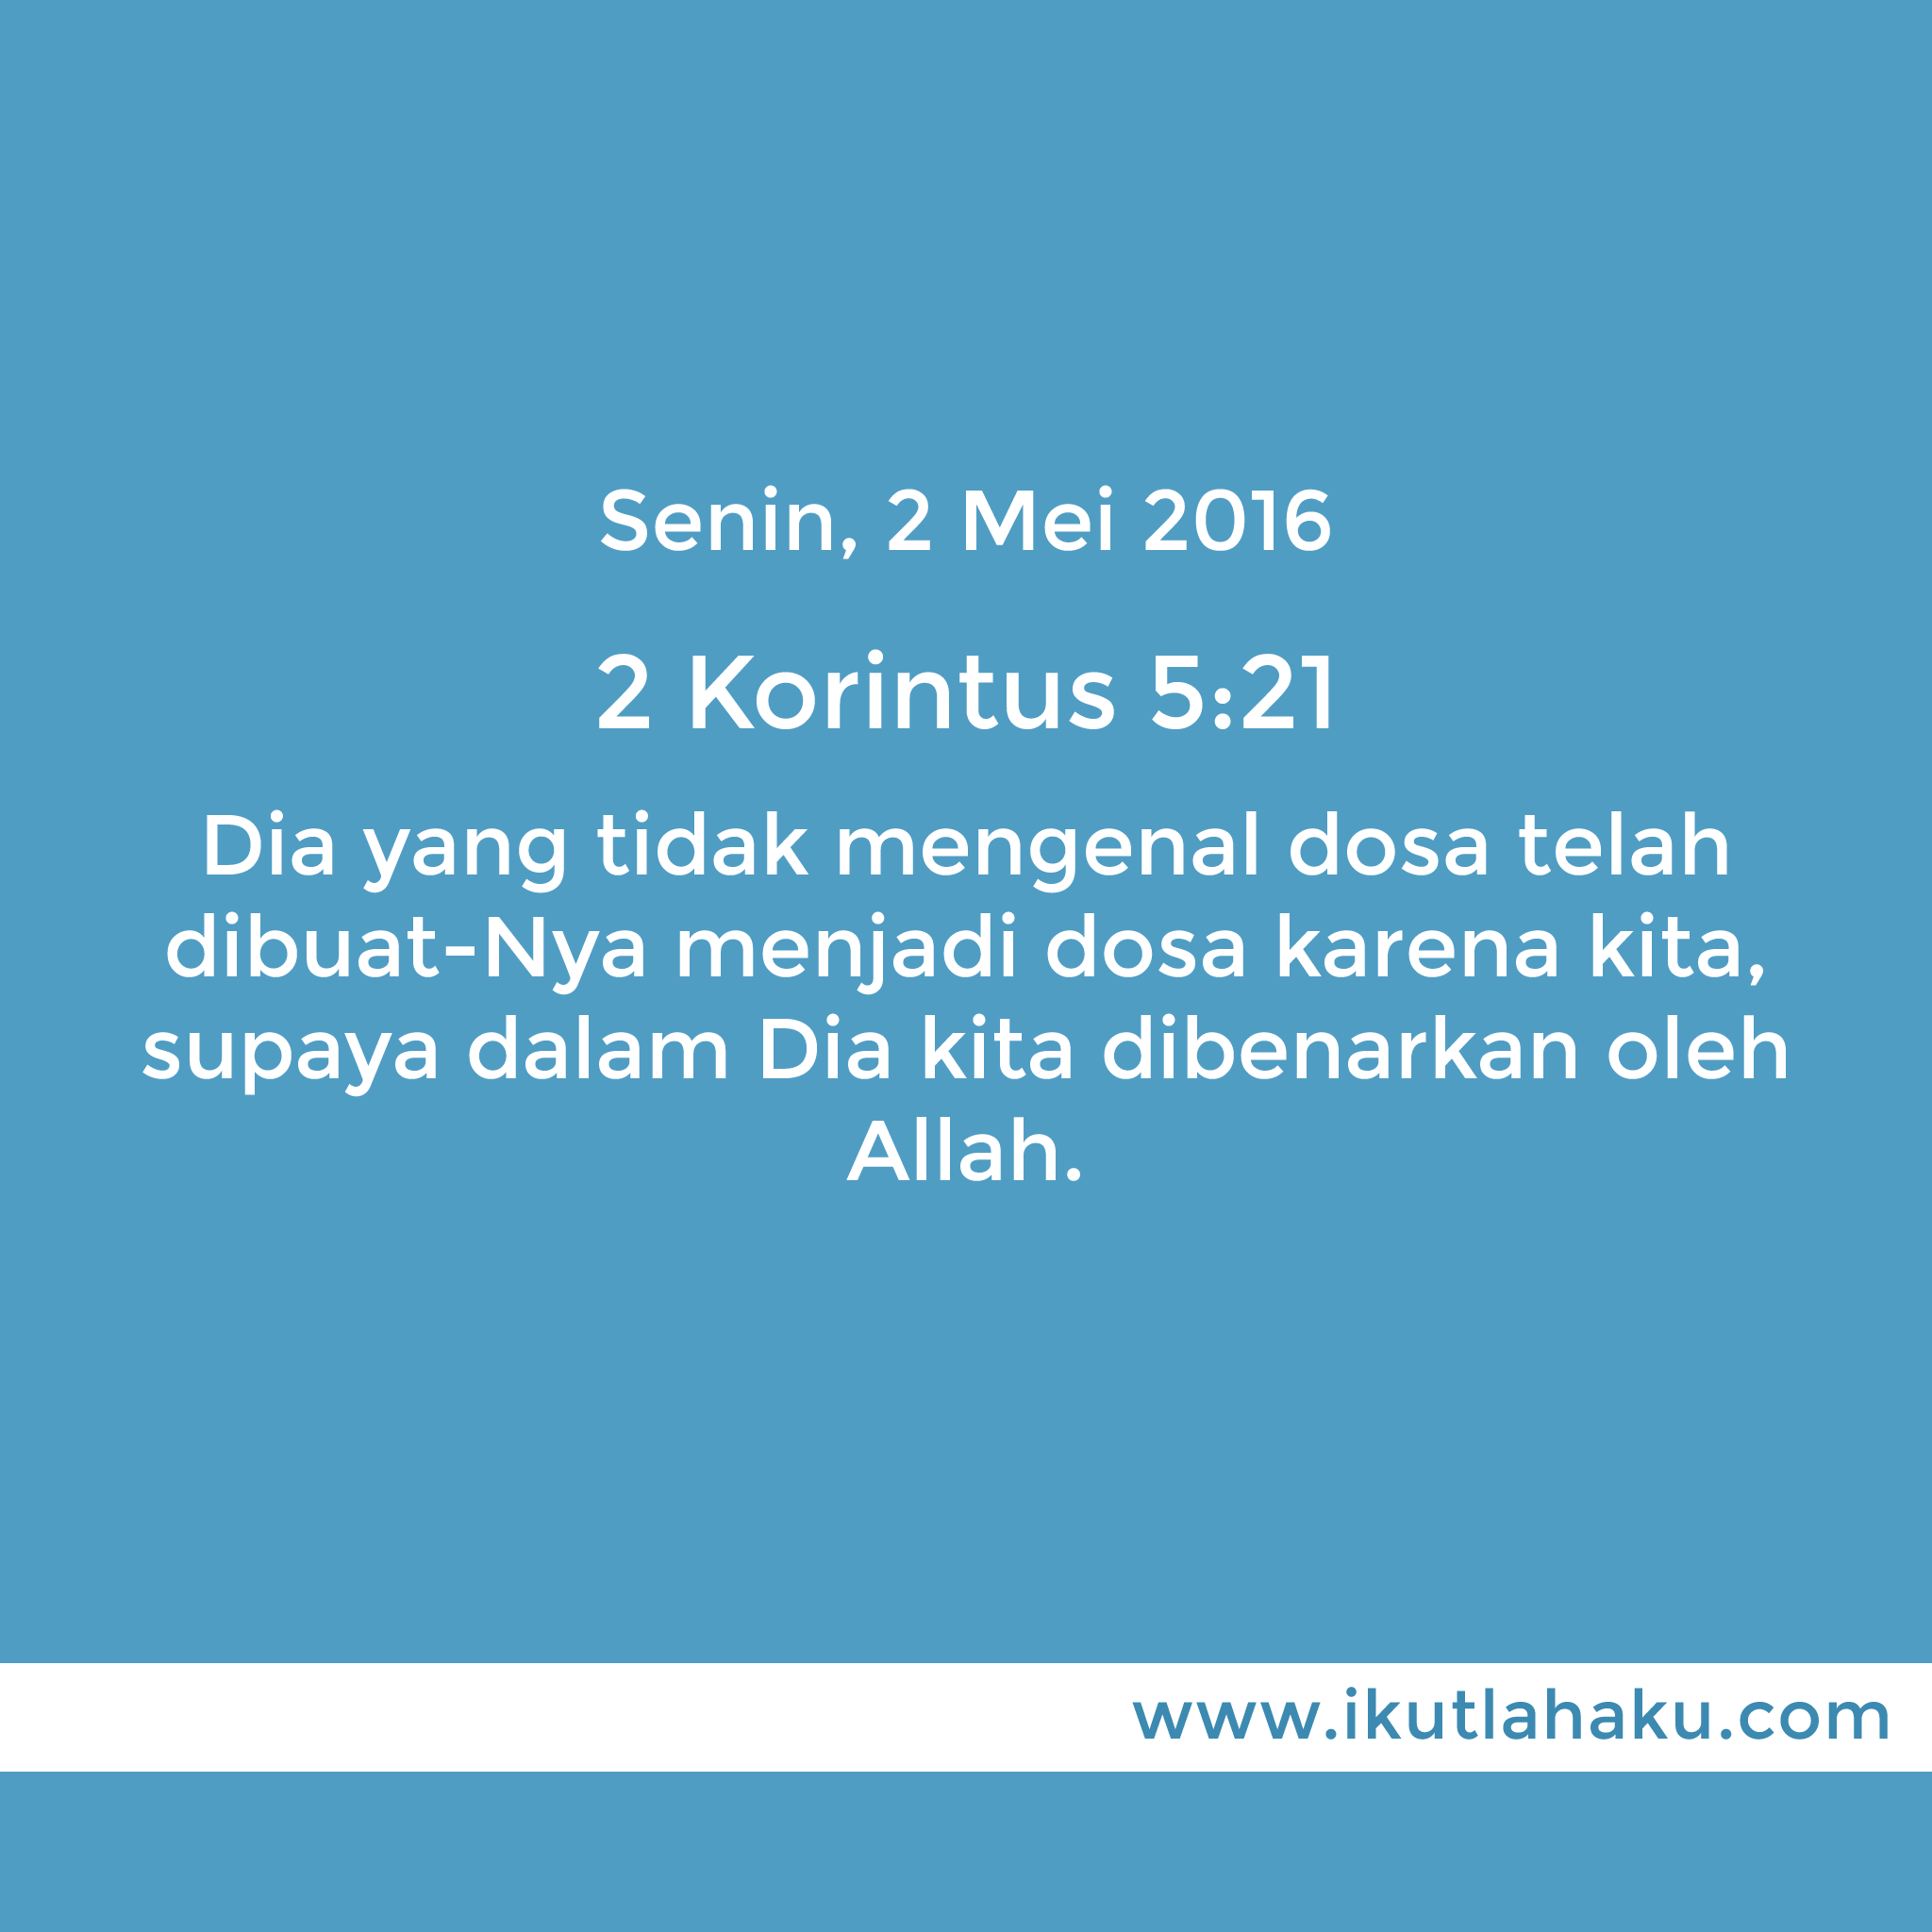 Senin, 2 Mei 2016
2 Korintus 5:21
Dia yang tidak mengenal dosa telah
dibuat-Nya menjadi dosa karena kita,
supaya dalam Dia kita dibenarkan oleh
Allah.
www.ikutlahaku.com